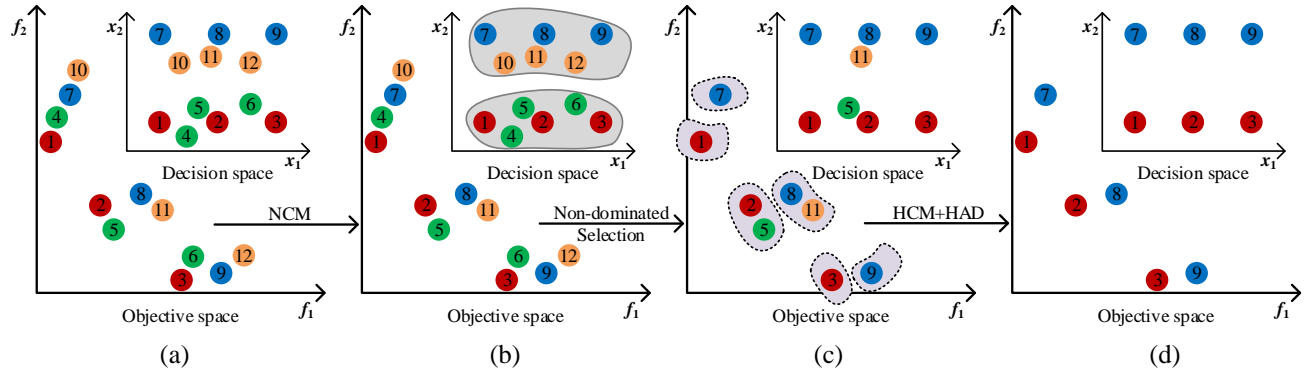 f₂
x₂
7 8 9
10 11 12
10
7
4
1
5 6
1 2 3
4
x₁
Decision space
8
2 11
5
6 12
3 9
f₁
Objective space
(a)
NCM
f₂
x₂
7 8 9
10 11 12
10
7
4
1
5 6
1 2 3
4
x₁
Decision space
8
2 11
5
6 12
3 9
f₁
Objective space
(b)
Non-dominated
Selection
f₂
x₂
7 8 9
11
7
1
5
1 2 3
x₁
Decision space
8
2 11
5
3 9
f₁
Objective space
(c)
HCM+HAD
f₂
x₂
7 8 9
7
1
1 2 3
x₁
Decision space
8
2
3 9
f₁
Objective space
(d)